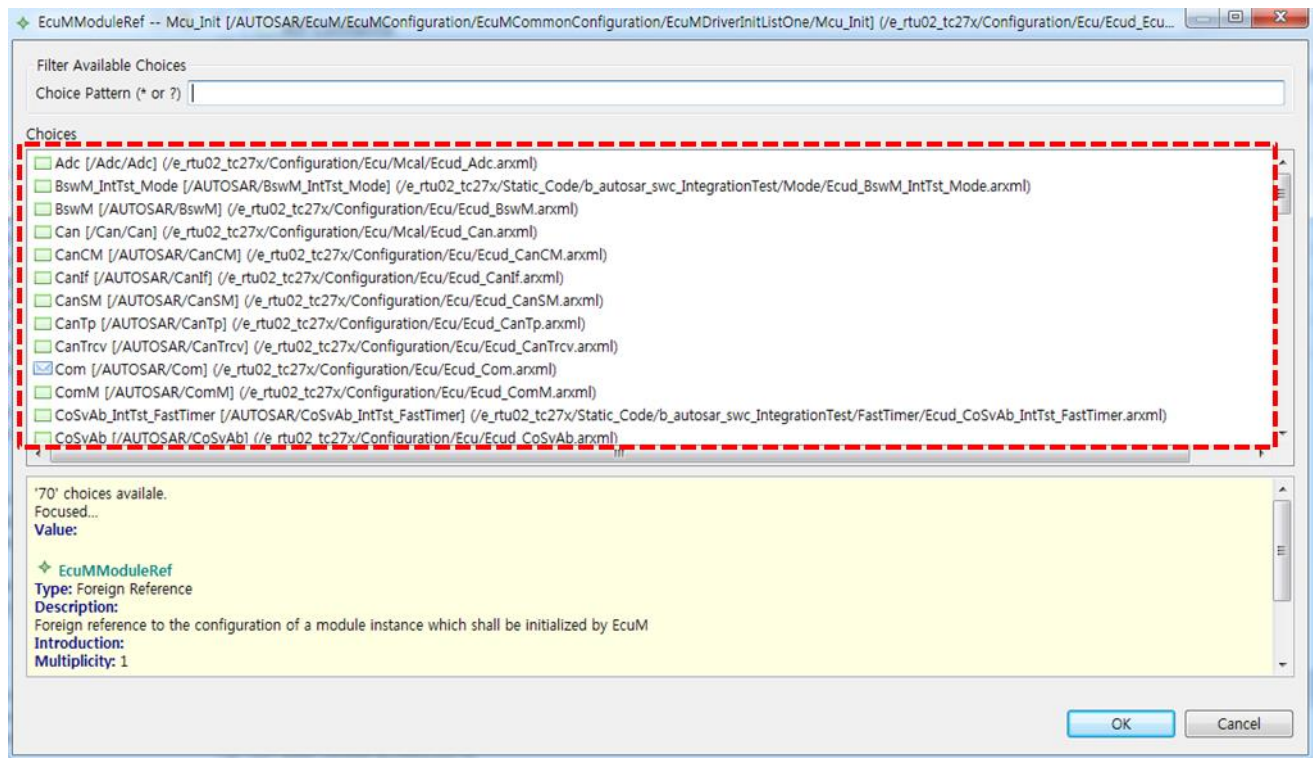 EcuMModuleRef -- Mcu_Init [/AUTOSAR/EcuM/EcuMConfiguration/EcuMCommonConfiguration/EcuMDriverInitListOne/Mcu_Init] (/e_rtu02_tc27x/Configuration/Ecu/Ecud_Ecu...
Filter Available Choices
Choice Pattern (* or ?)
Choices
Adc [/Adc/Adc] (/e_rtu02_tc27x/Configuration/Ecu/Mcal/Ecud_Adc.arxml)
BswM_IntTst_Mode [/AUTOSAR/BswM_IntTst_Mode] (/e_rtu02_tc27x/Static_Code/b_autosar_swc_IntegrationTest/Mode/Ecud_BswM_IntTst_Mode.arxml)
BswM [/AUTOSAR/BswM] (/e_rtu02_tc27x/Configuration/Ecu/Ecud_BswM.arxml)
Can [/Can/Can] (/e_rtu02_tc27x/Configuration/Ecu/Mcal/Ecud_Can.arxml)
CanCM [/AUTOSAR/CanCM] (/e_rtu02_tc27x/Configuration/Ecu/Ecud_CanCM.arxml)
CanIf [/AUTOSAR/CanIf] (/e_rtu02_tc27x/Configuration/Ecu/Ecud_CanIf.arxml)
CanSM [/AUTOSAR/CanSM] (/e_rtu02_tc27x/Configuration/Ecu/Ecud_CanSM.arxml)
CanTp [/AUTOSAR/CanTp] (/e_rtu02_tc27x/Configuration/Ecu/Ecud_CanTp.arxml)
CanTrcv [/AUTOSAR/CanTrcv] (/e_rtu02_tc27x/Configuration/Ecu/Ecud_CanTrcv.arxml)
Com [/AUTOSAR/Com] (/e_rtu02_tc27x/Configuration/Ecu/Ecud_Com.arxml)
ComM [/AUTOSAR/ComM] (/e_rtu02_tc27x/Configuration/Ecu/Ecud_ComM.arxml)
CoSvAb_IntTst_FastTimer [/AUTOSAR/CoSvAb_IntTst_FastTimer] (/e_rtu02_tc27x/Static_Code/b_autosar_swc_IntegrationTest/FastTimer/Ecud_CoSvAb_IntTst_FastTimer.arxml)
CoSvAb [/AUTOSAR/CoSvAb] (/e_rtu02_tc27x/Configuration/Ecu/Ecud_CoSvAb.arxml)
'70' choices availale.
Focused...
Value:
EcuMModuleRef
Type: Foreign Reference
Description:
Foreign reference to the configuration of a module instance which shall be initialized by EcuM
Introduction:
Multiplicity: 1
OK Cancel